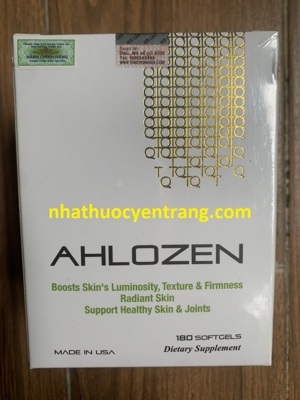 nhathuocyentrang.com
AHLOZEN
Boosts Skin's Luminosity, Texture & Firmness
Radiant Skin
Support Healthy Skin & Joints
180 SOFTGELS
MADE IN USA
Dietary Supplement